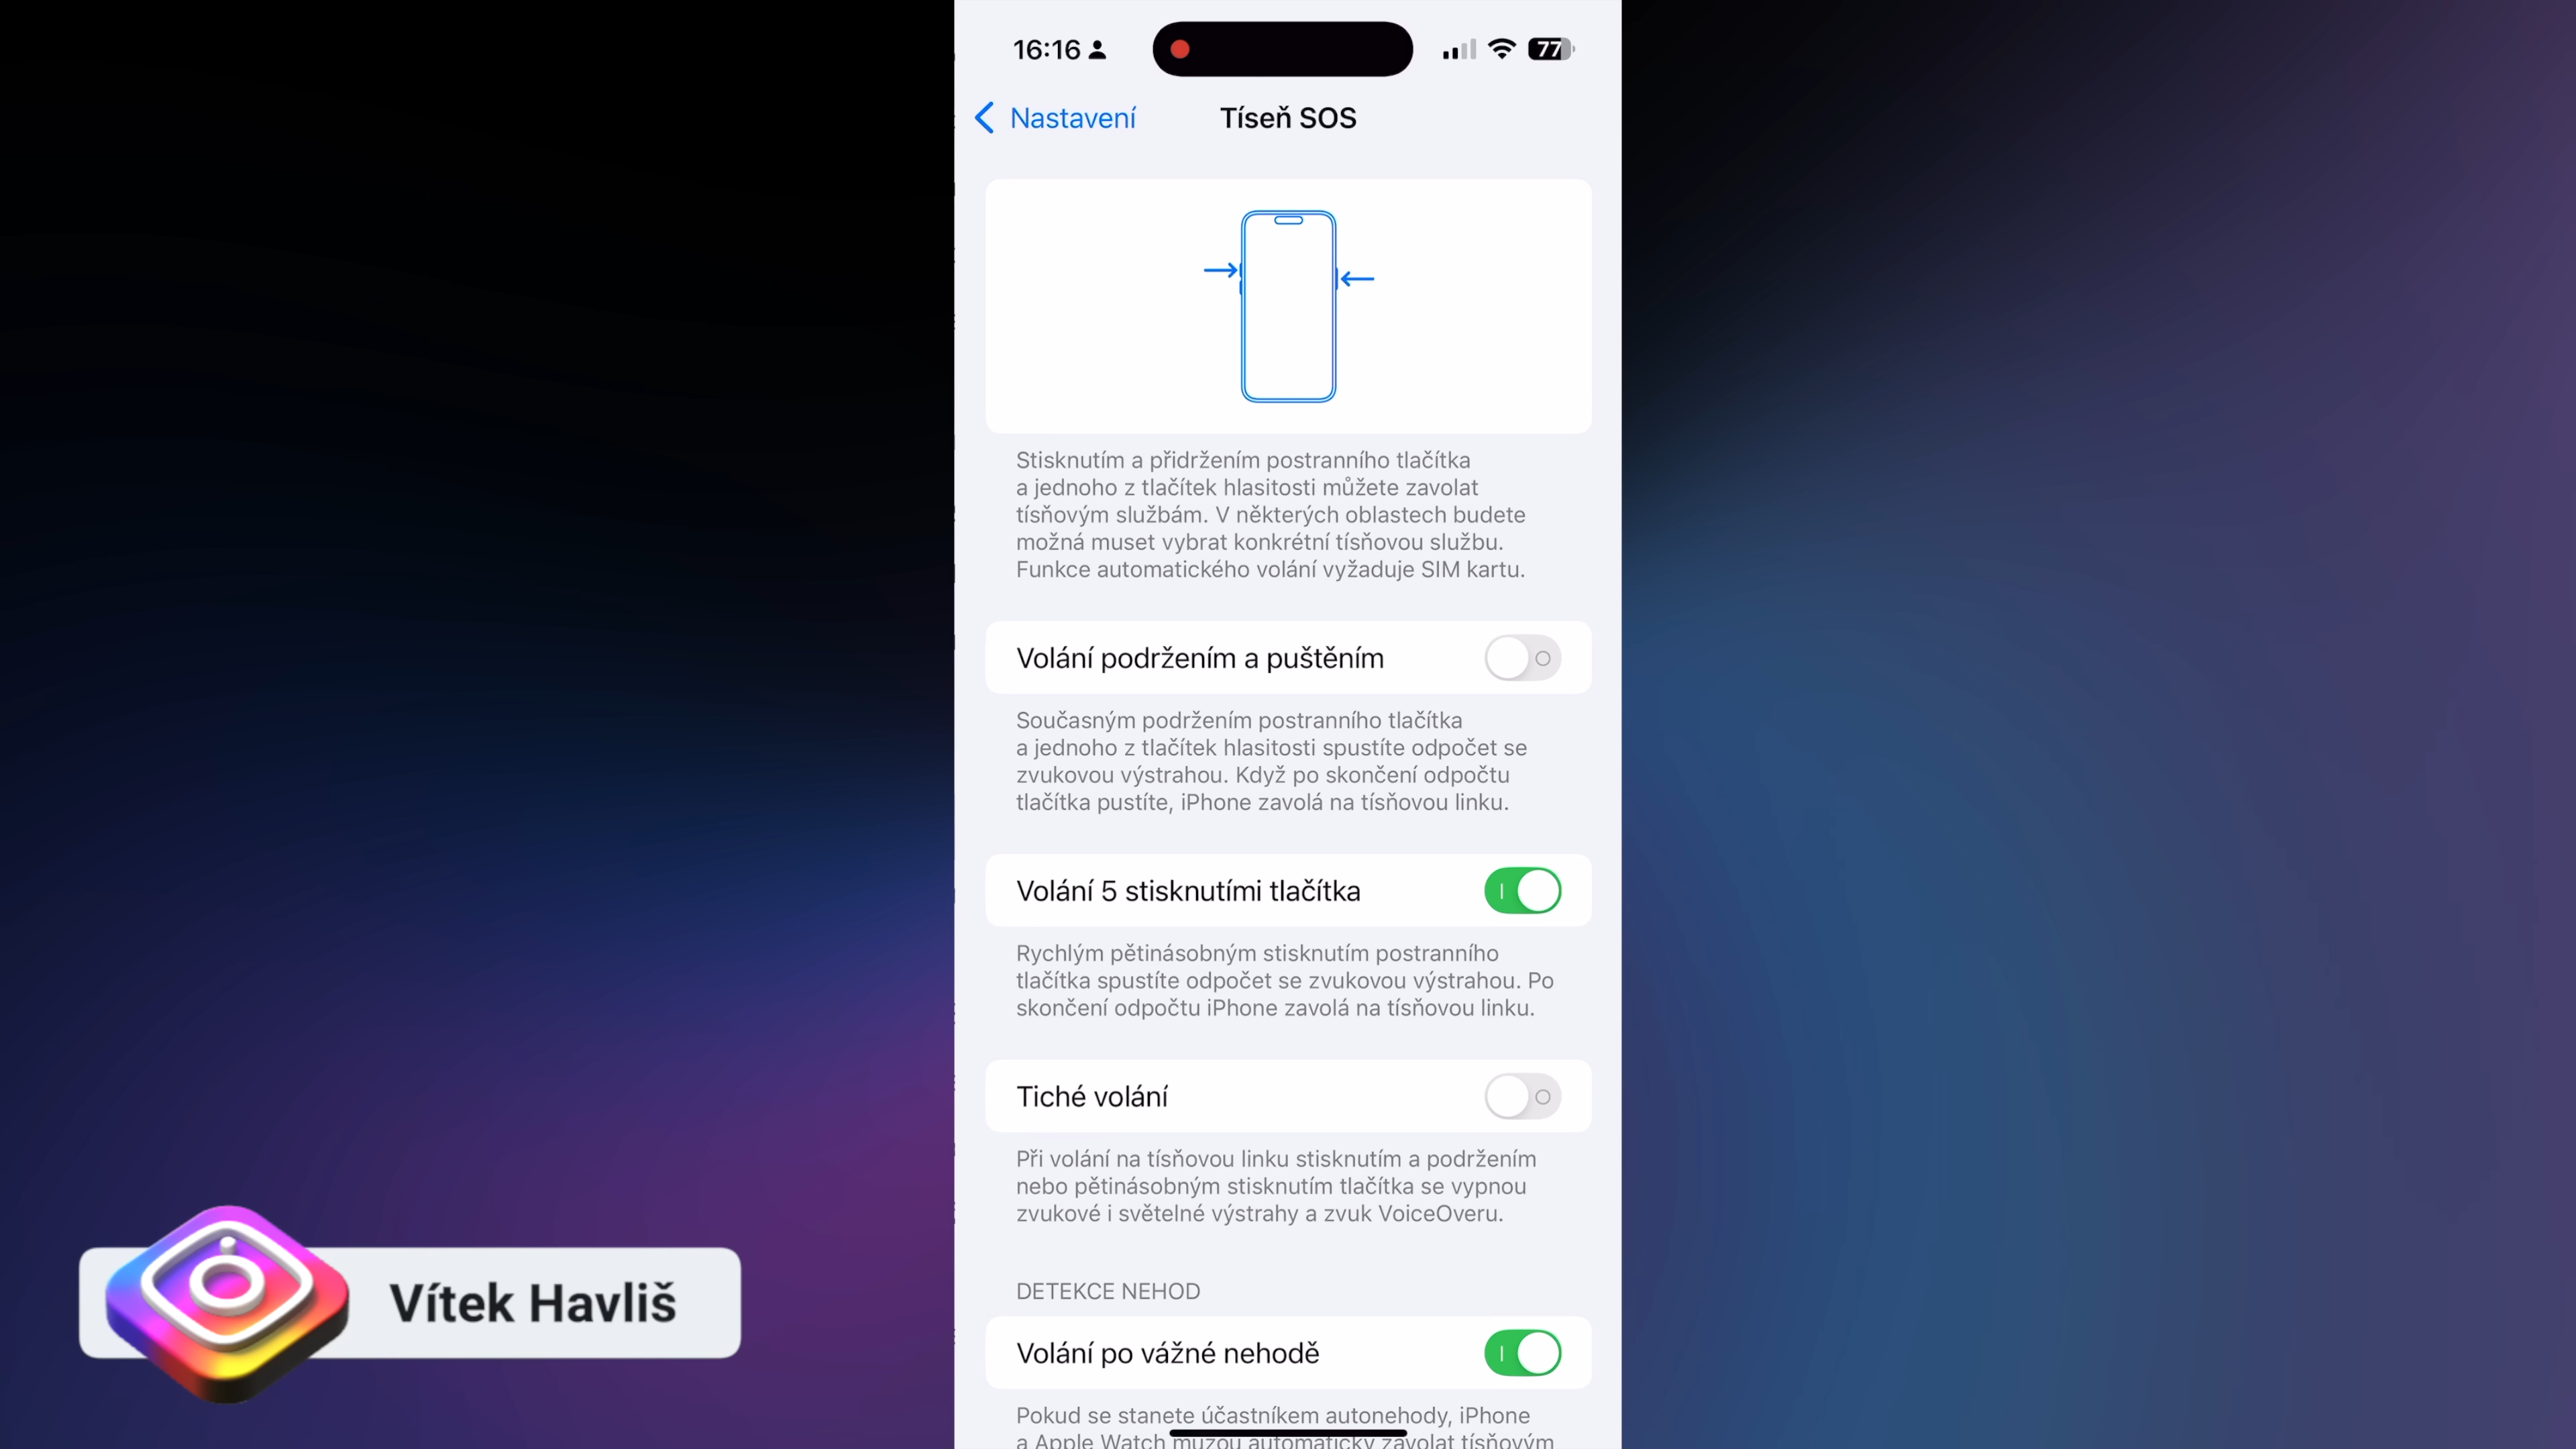 16:16
77
Nastavení
Tíseň SOS
Stisknutím a přidržením postranního tlačítka
a jednoho z tlačítek hlasitosti můžete zavolat
tísňovým službám. V některých oblastech budete
možná muset vybrat konkrétní tísňovou službu.
Funkce automatického volání vyžaduje SIM kartu.
Volání podržením a puštěním
Současným podržením postranního tlačítka
a jednoho z tlačítek hlasitosti spustíte odpočet se
zvukovou výstrahou. Když po skončení odpočtu
tlačítka pustíte, iPhone zavolá na tísňovou linku.
Volání 5 stisknutími tlačítka
Rychlým pětinásobným stisknutím postranního
tlačítka spustíte odpočet se zvukovou výstrahou. Po
skončení odpočtu iPhone zavolá na tísňovou linku.
Tiché volání
Při volání na tísňovou linku stisknutím a podržením
nebo pětinásobným stisknutím tlačítka se vypnou
zvukové i světelné výstrahy a zvuk VoiceOveru.
DETEKCE NEHOD
Volání po vážné nehodě
Pokud se stanete účastníkem autonehody, iPhone
a Apple Watch můžou automaticky zavolat tísňovým
Vítek Havliš